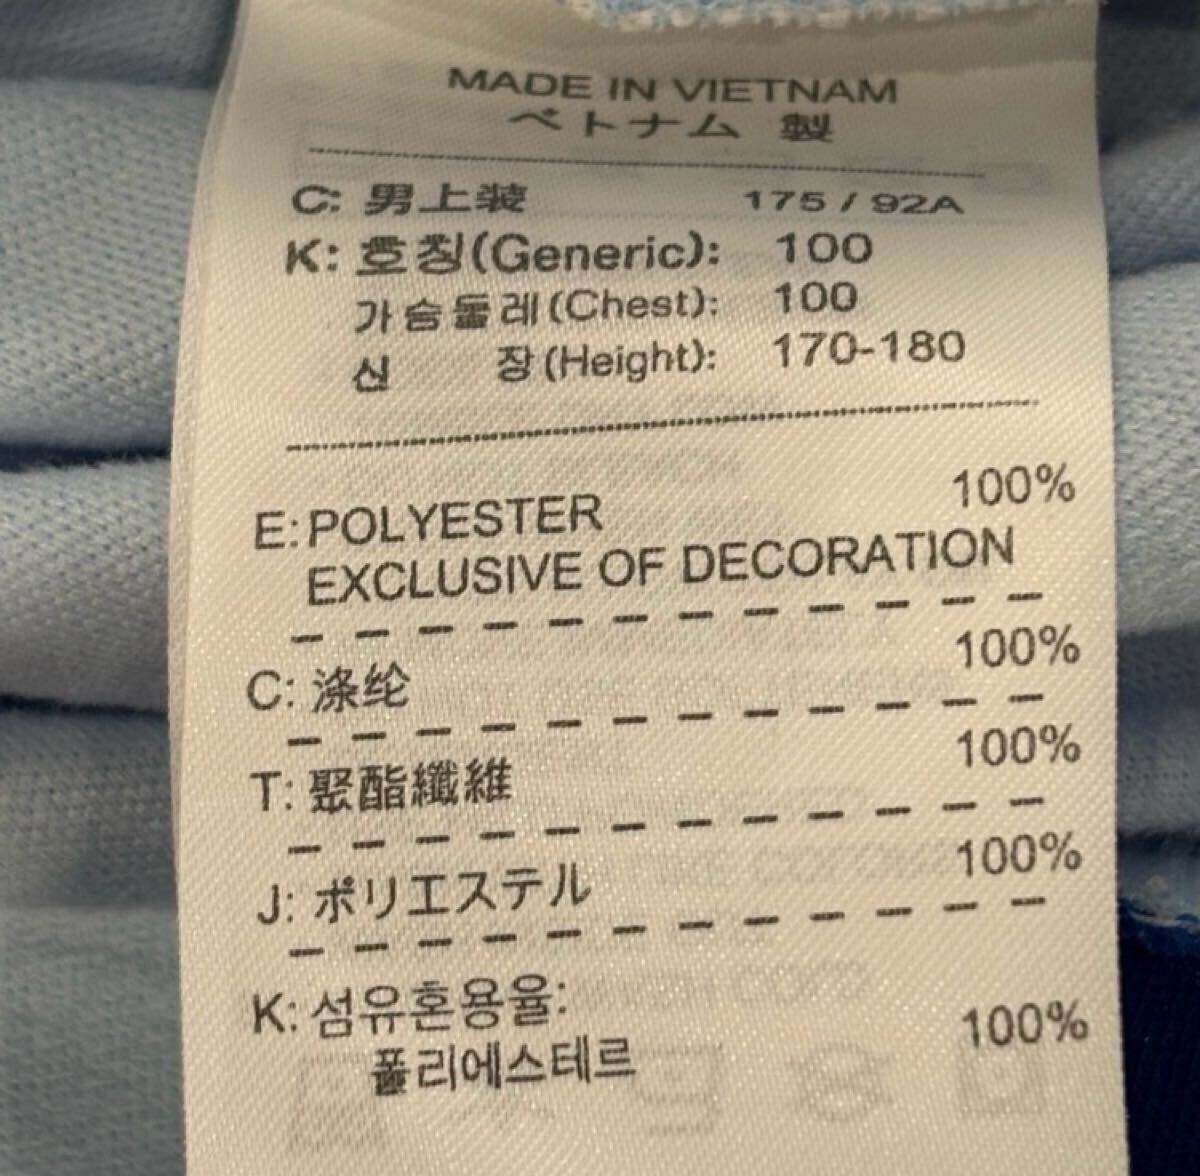 MADE IN VIETNAM
ベトナム 製
C: 男上装 175 / 92A
K: 호칭(Generic): 100
가슴둘레(Chest): 100
신 장(Height): 170-180
E: POLYESTER 100%
EXCLUSIVE OF DECORATION
C: 涤纶 100%
T: 聚酯纖維 100%
J: ポリエステル 100%
K: 섬유혼용율:
폴리에스테르 100%